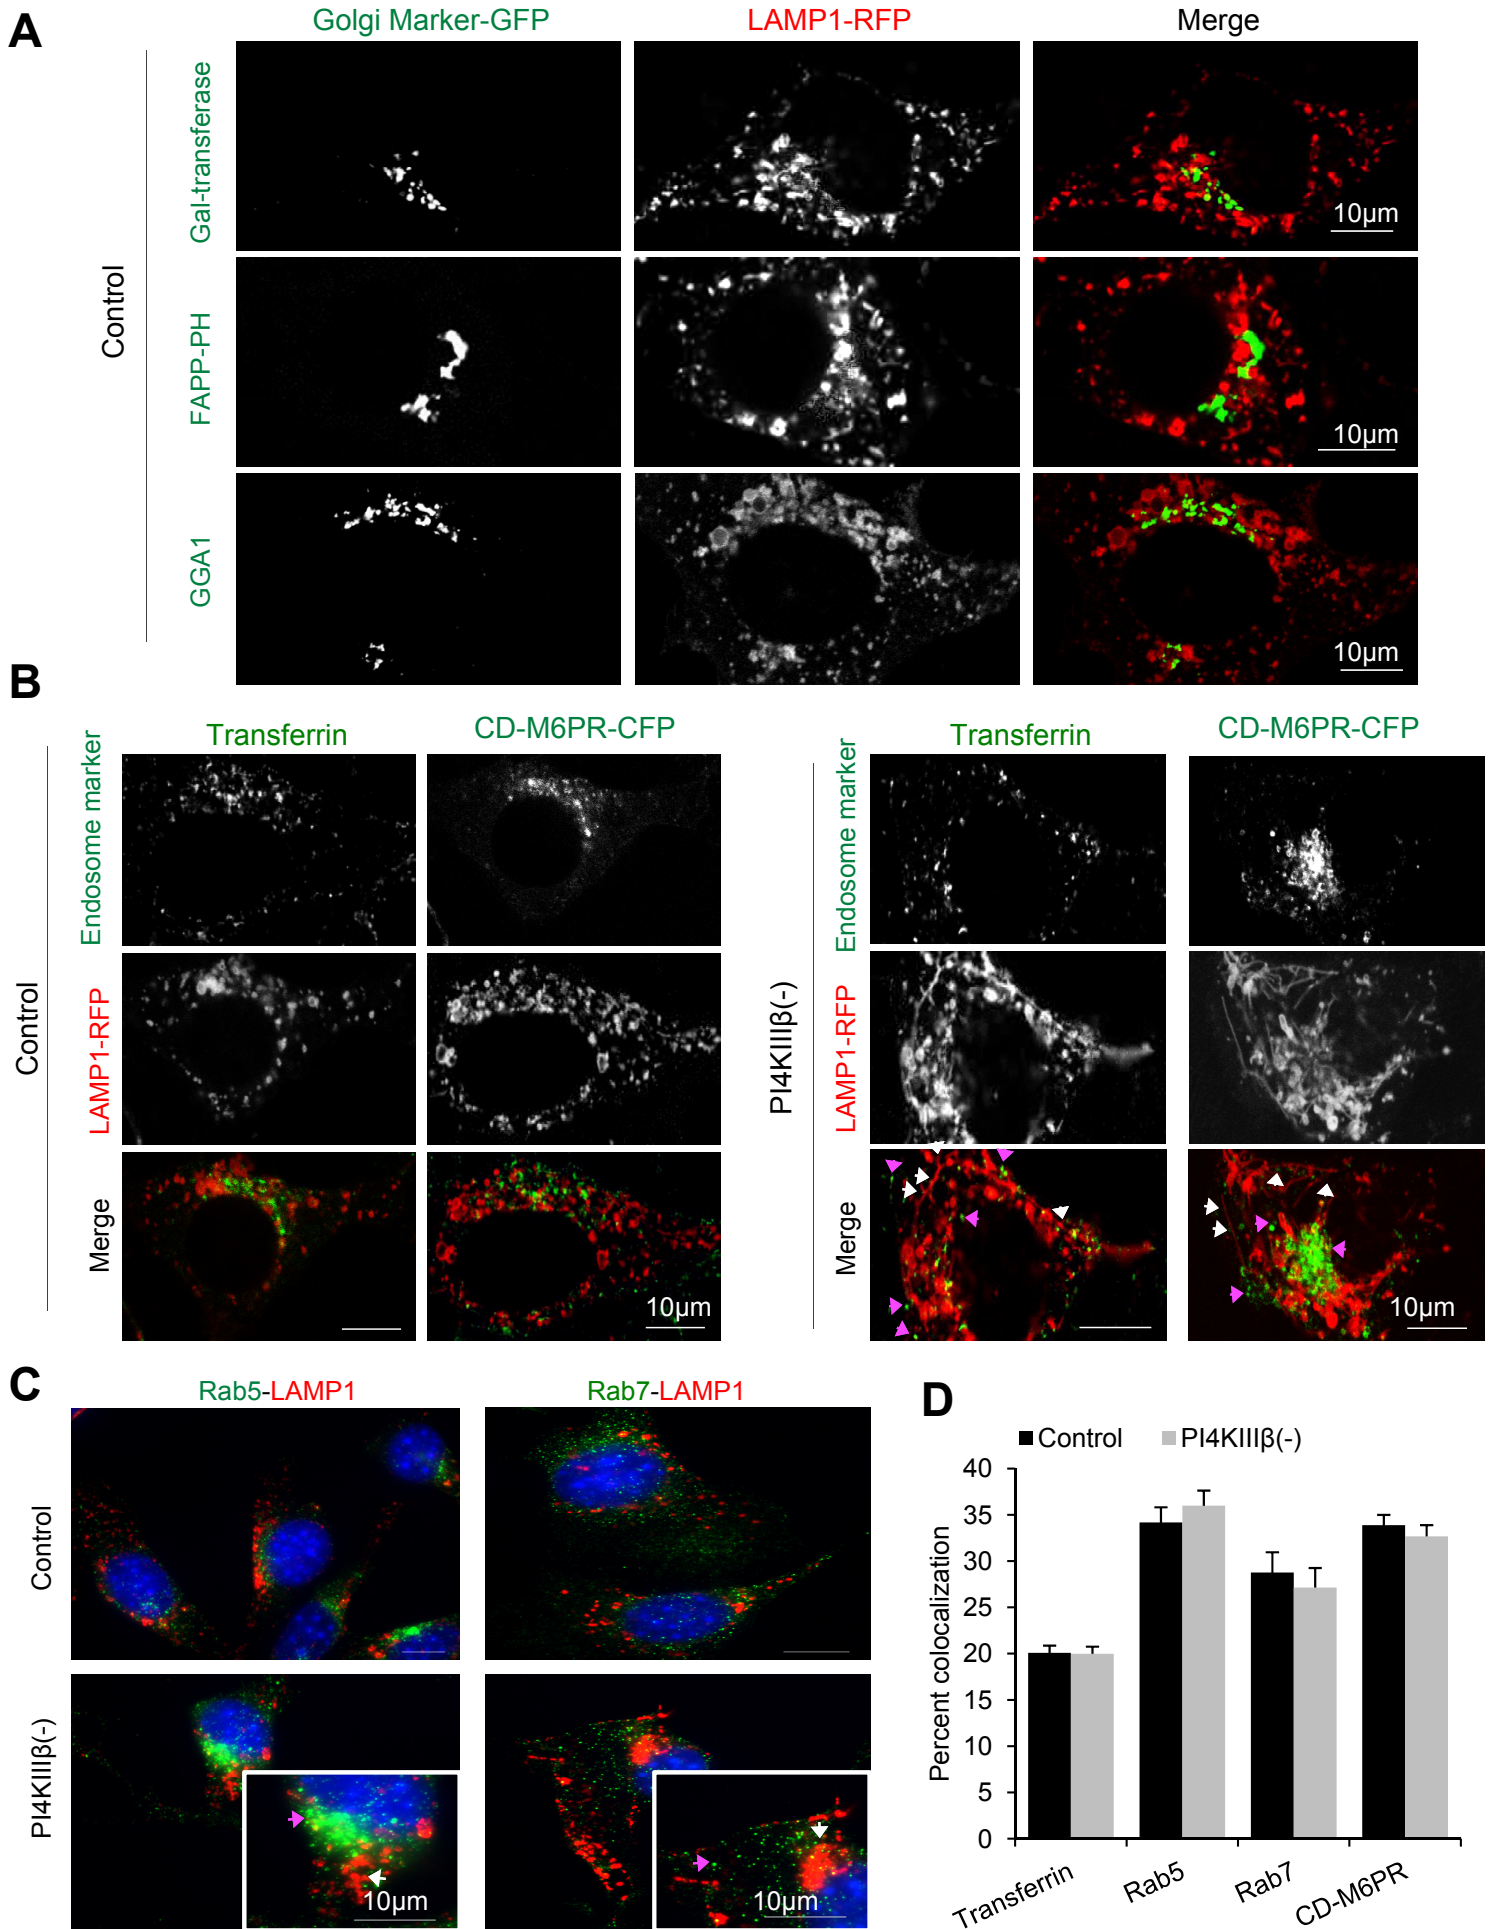 A
Golgi Marker-GFP
LAMP1-RFP
Merge
Control
Gal-transferase
10µm
FAPP-PH
10µm
GGA1
10µm
B
Control
Transferrin
CD-M6PR-CFP
Endosome marker
LAMP1-RFP
Merge
10µm
PI4KIIIβ(-)
Transferrin
CD-M6PR-CFP
Endosome marker
LAMP1-RFP
Merge
10µm
C
Rab5-LAMP1
Rab7-LAMP1
Control
PI4KIIIβ(-)
10µm
10µm
D
Control
PI4KIIIβ(-)
Percent colocalization
40
35
30
25
20
15
10
5
0
Transferrin
Rab5
Rab7
CD-M6PR